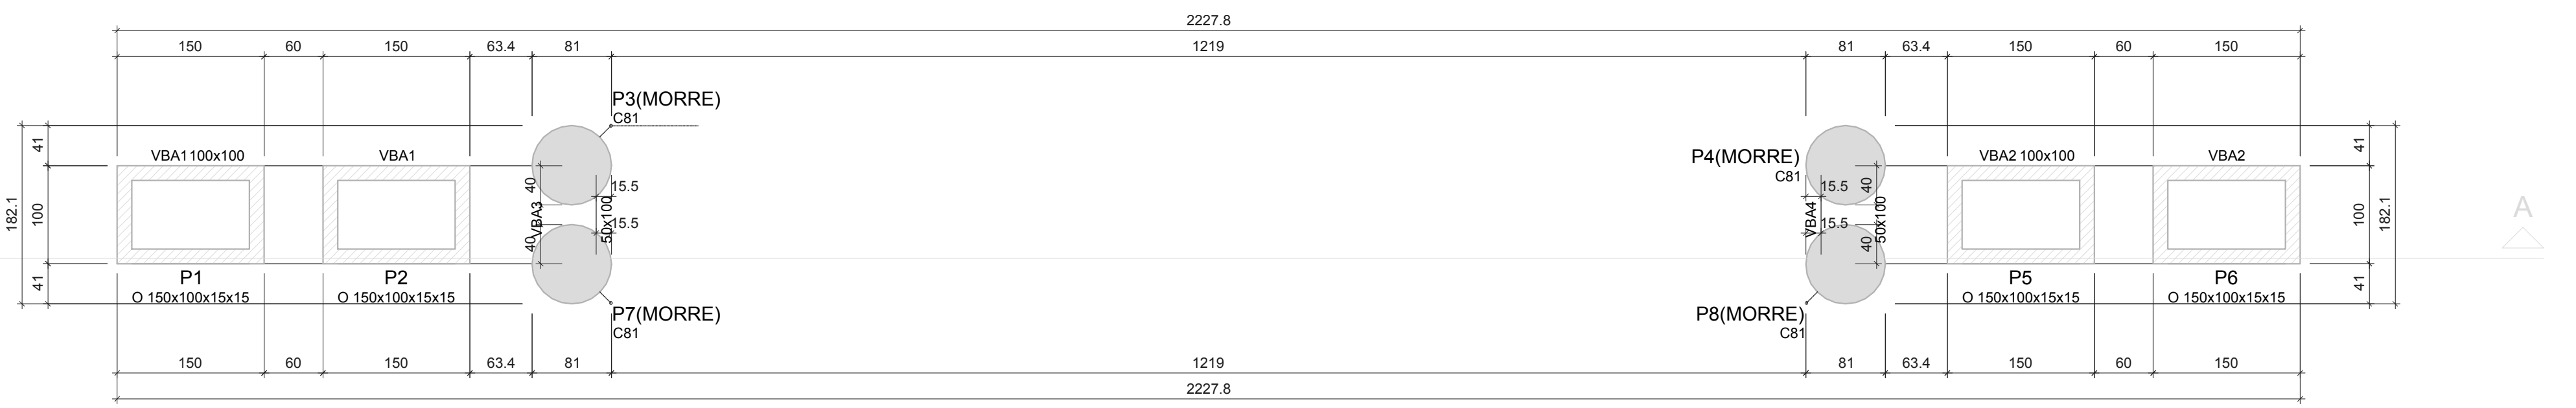 2227.8
150 60 150 63.4 81 1219 81 63.4 150 60 150
P3(MORRE)
C81
41 41
VBA1 100x100 VBA1 P4(MORRE) VBA2 100x100 VBA2
C81
40 15.5 15.5 40
182.1 100 VBA3 50x100 VBA4 50x100 100 182.1 A
40 15.5 15.5 40
P1 P2 P5 P6
41 41
O 150x100x15x15 O 150x100x15x15 O 150x100x15x15 O 150x100x15x15
P7(MORRE) P8(MORRE)
C81 C81
150 60 150 63.4 81 1219 81 63.4 150 60 150
2227.8